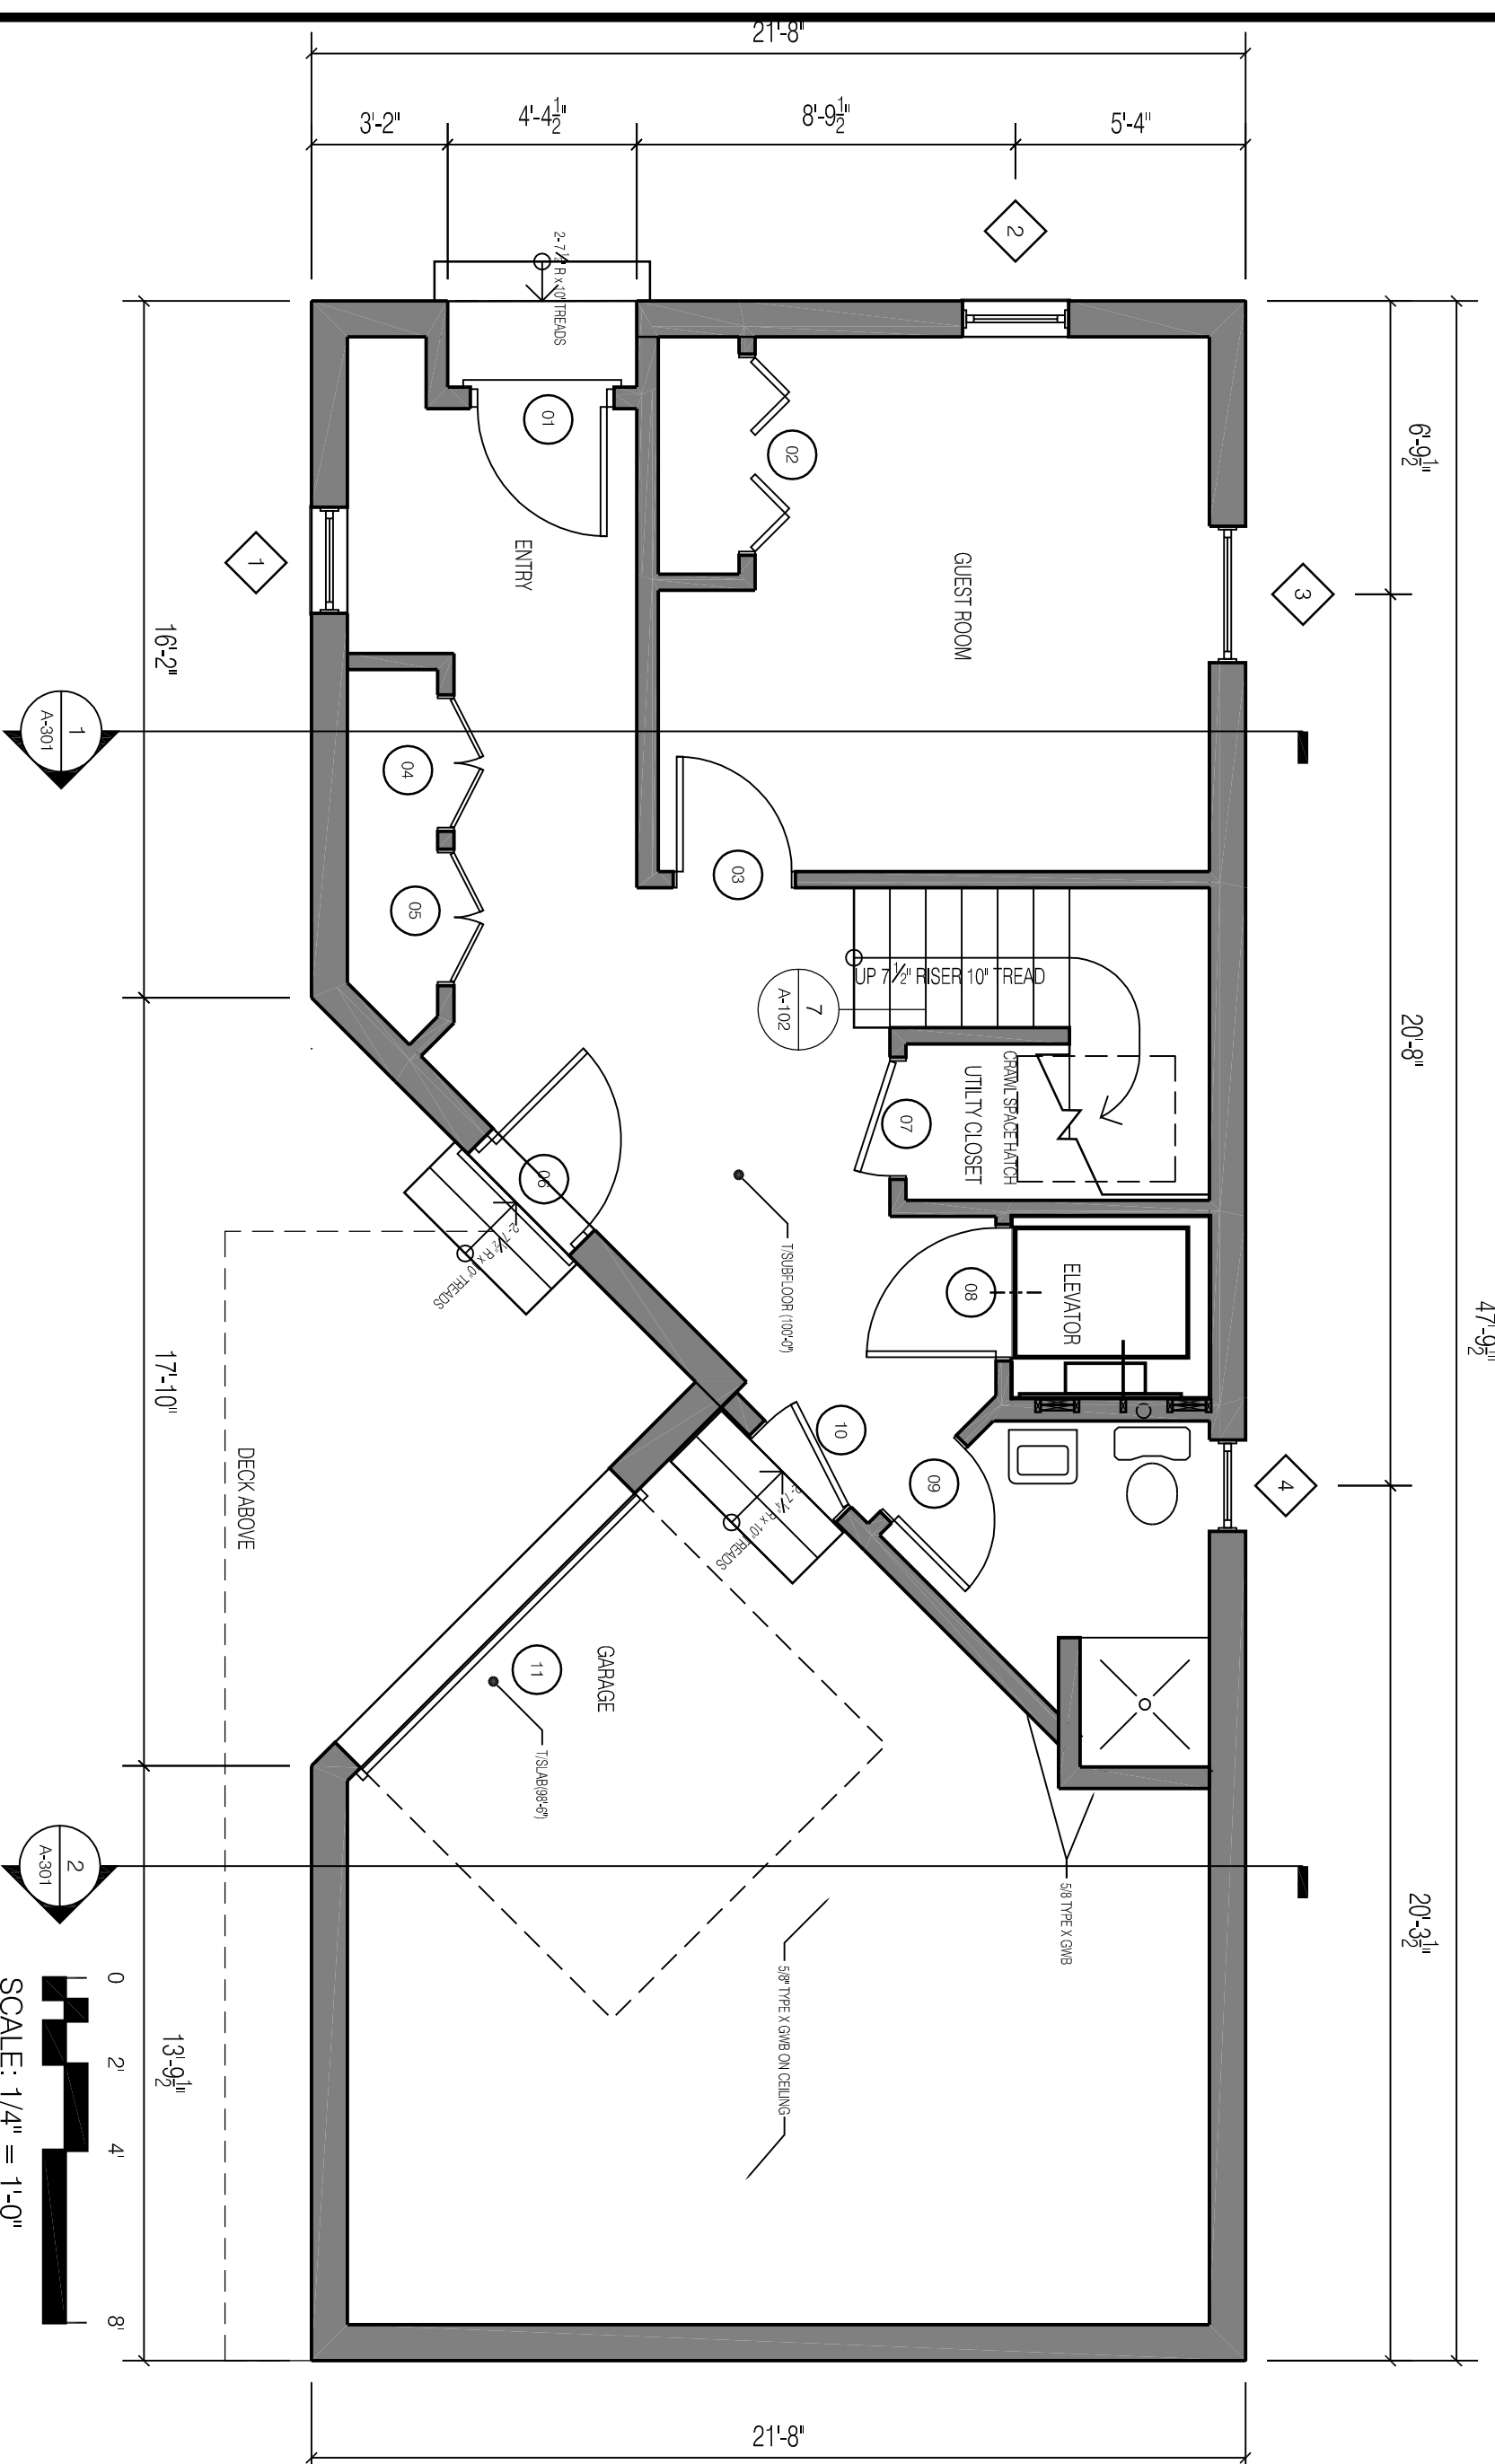 21'-8"
3'-2"
4'-4 1/2"
8'-9 1/2"
5'-4"
2
2-7 1/2" R x 10" TREADS
01
02
6'-9 1/2"
ENTRY
GUEST ROOM
1
3
16'-2"
1
A-301
04
03
05
UP 7 1/2" RISER 10" TREAD
7
A-102
20'-8"
CRAWL SPACE HATCH
UTILTY CLOSET
07
06
2-7 1/2" R x 10" TREADS
T/SUBFLOOR (100'-0")
08
ELEVATOR
47'-9 1/2"
17'-10"
10
09
4
DECK ABOVE
2-7 1/4" R x 10" TREADS
11
GARAGE
T/SLAB(98'-6")
2
A-301
5/8 TYPE X GWB
20'-3 1/2"
5/8" TYPE X GWB ON CEILING
0
2'
4'
8'
13'-9 1/2"
SCALE: 1/4" = 1'-0"
21'-8"